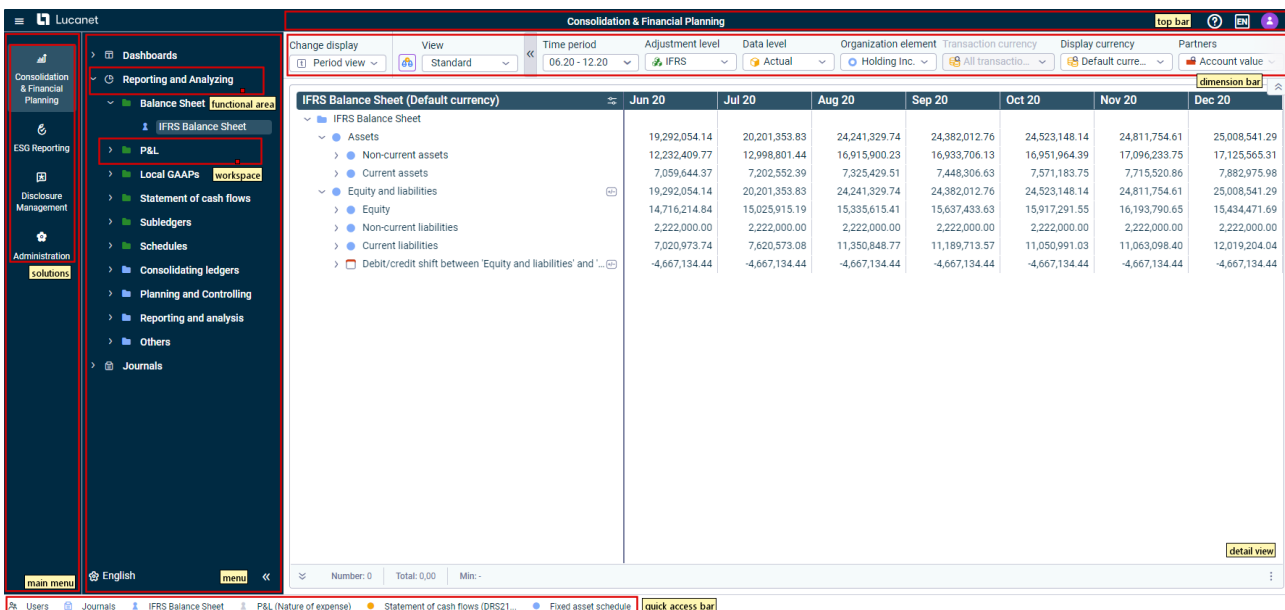 Lucanet
Consolidation & Financial Planning
top bar
EN
Consolidation
& Financial
Planning
ESG Reporting
Disclosure
Management
Administration
solutions
main menu
Dashboards
Reporting and Analyzing
Balance Sheet
functional area
IFRS Balance Sheet
P&L
Local GAAPs
workspace
Statement of cash flows
Subledgers
Schedules
Consolidating ledgers
Planning and Controlling
Reporting and analysis
Others
Journals
English
menu
Change display View Time period Adjustment level Data level Organization element Transaction currency Display currency Partners
Period view Standard 06.20 - 12.20 IFRS Actual Holding Inc. All transactio... Default curre... Account value
dimension bar
IFRS Balance Sheet (Default currency) Jun 20 Jul 20 Aug 20 Sep 20 Oct 20 Nov 20 Dec 20
IFRS Balance Sheet
Assets 19,292,054.14 20,201,353.83 24,241,329.74 24,382,012.76 24,523,148.14 24,811,754.61 25,008,541.29
Non-current assets 12,232,409.77 12,998,801.44 16,915,900.23 16,933,706.13 16,951,964.39 17,096,233.75 17,125,565.31
Current assets 7,059,644.37 7,202,552.39 7,325,429.51 7,448,306.63 7,571,183.75 7,715,520.86 7,882,975.98
Equity and liabilities 19,292,054.14 20,201,353.83 24,241,329.74 24,382,012.76 24,523,148.14 24,811,754.61 25,008,541.29
Equity 14,716,214.84 15,025,915.19 15,335,615.41 15,637,433.63 15,917,291.55 16,193,790.65 15,434,471.69
Non-current liabilities 2,222,000.00 2,222,000.00 2,222,000.00 2,222,000.00 2,222,000.00 2,222,000.00 2,222,000.00
Current liabilities 7,020,973.74 7,620,573.08 11,350,848.77 11,189,713.57 11,050,991.03 11,063,098.40 12,019,204.04
Debit/credit shift between 'Equity and liabilities' and '... -4,667,134.44 -4,667,134.44 -4,667,134.44 -4,667,134.44 -4,667,134.44 -4,667,134.44 -4,667,134.44
detail view
Number: 0 Total: 0,00 Min: -
Users Journals IFRS Balance Sheet P&L (Nature of expense) Statement of cash flows (DRS21... Fixed asset schedule quick access bar